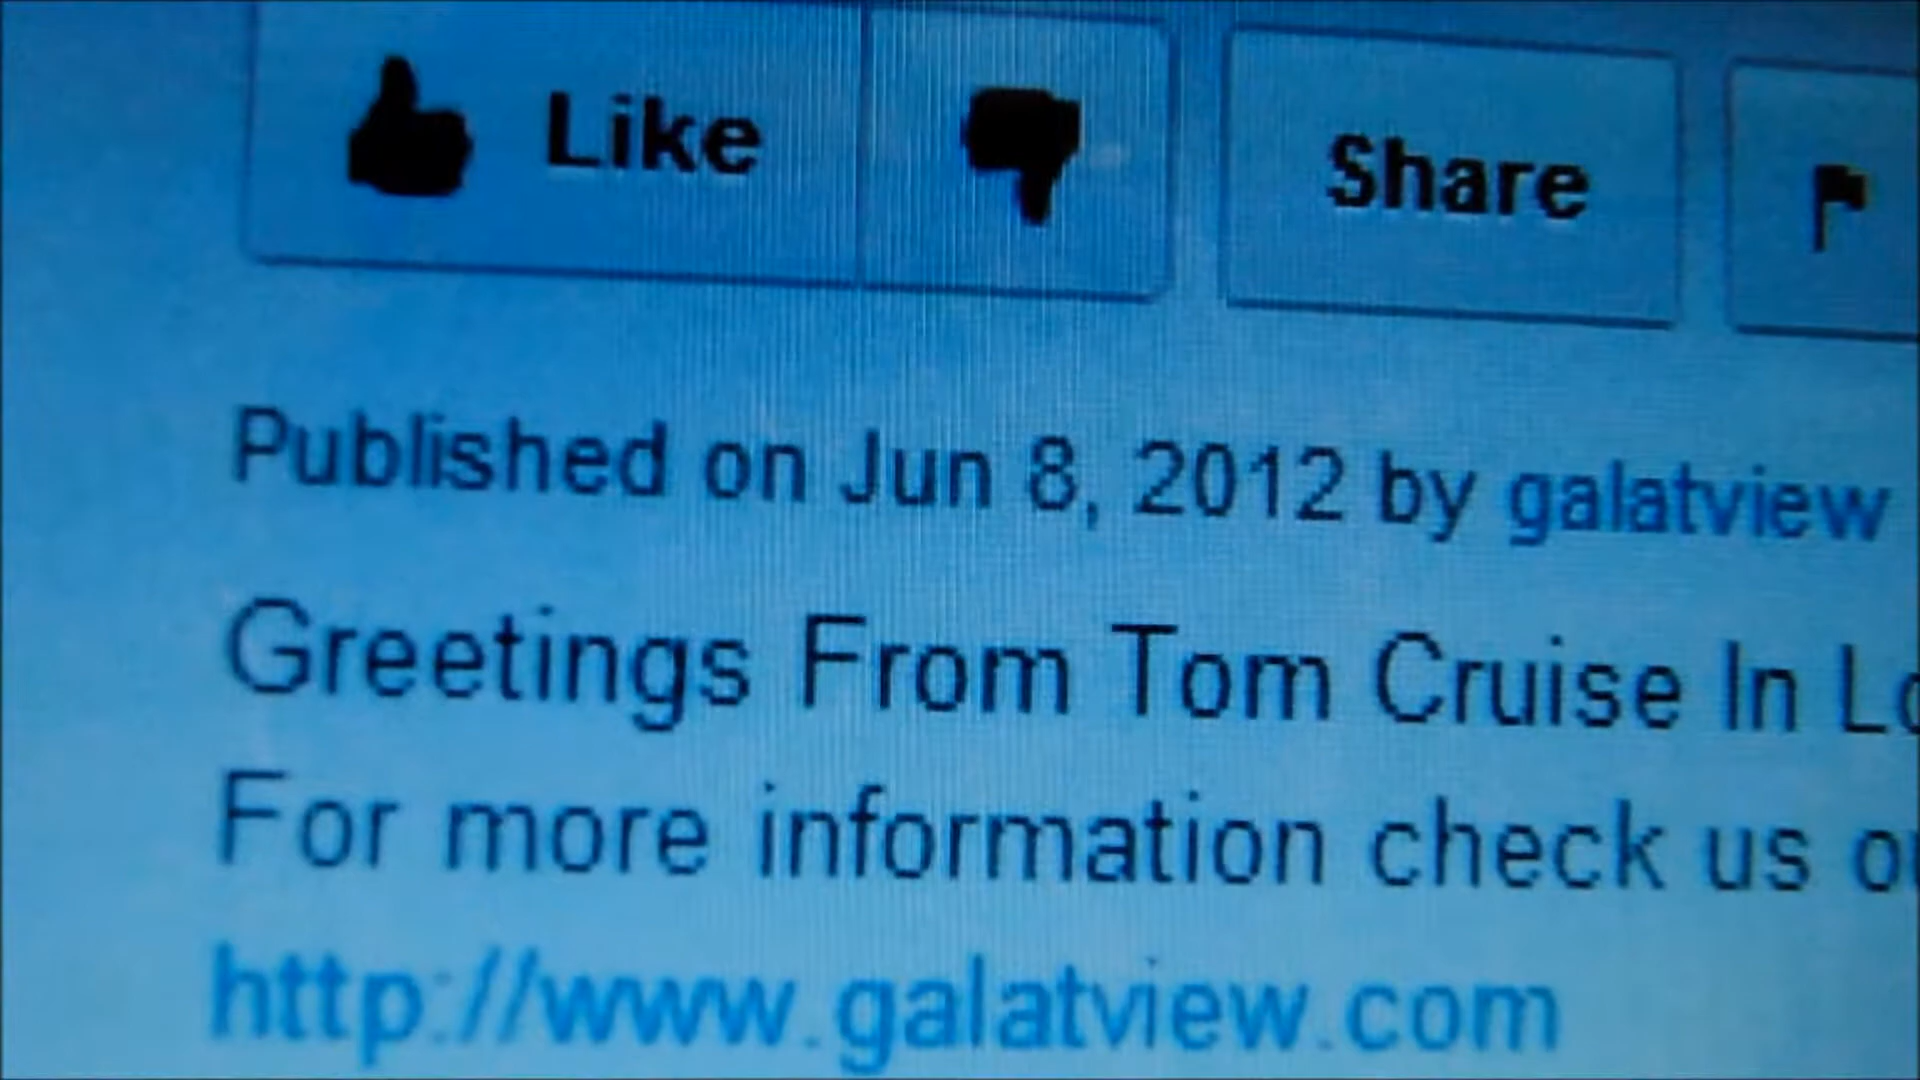 Like Share
Published on Jun 8, 2012 by galatview
Greetings From Tom Cruise In
For more information check us
http://www.galatview.com